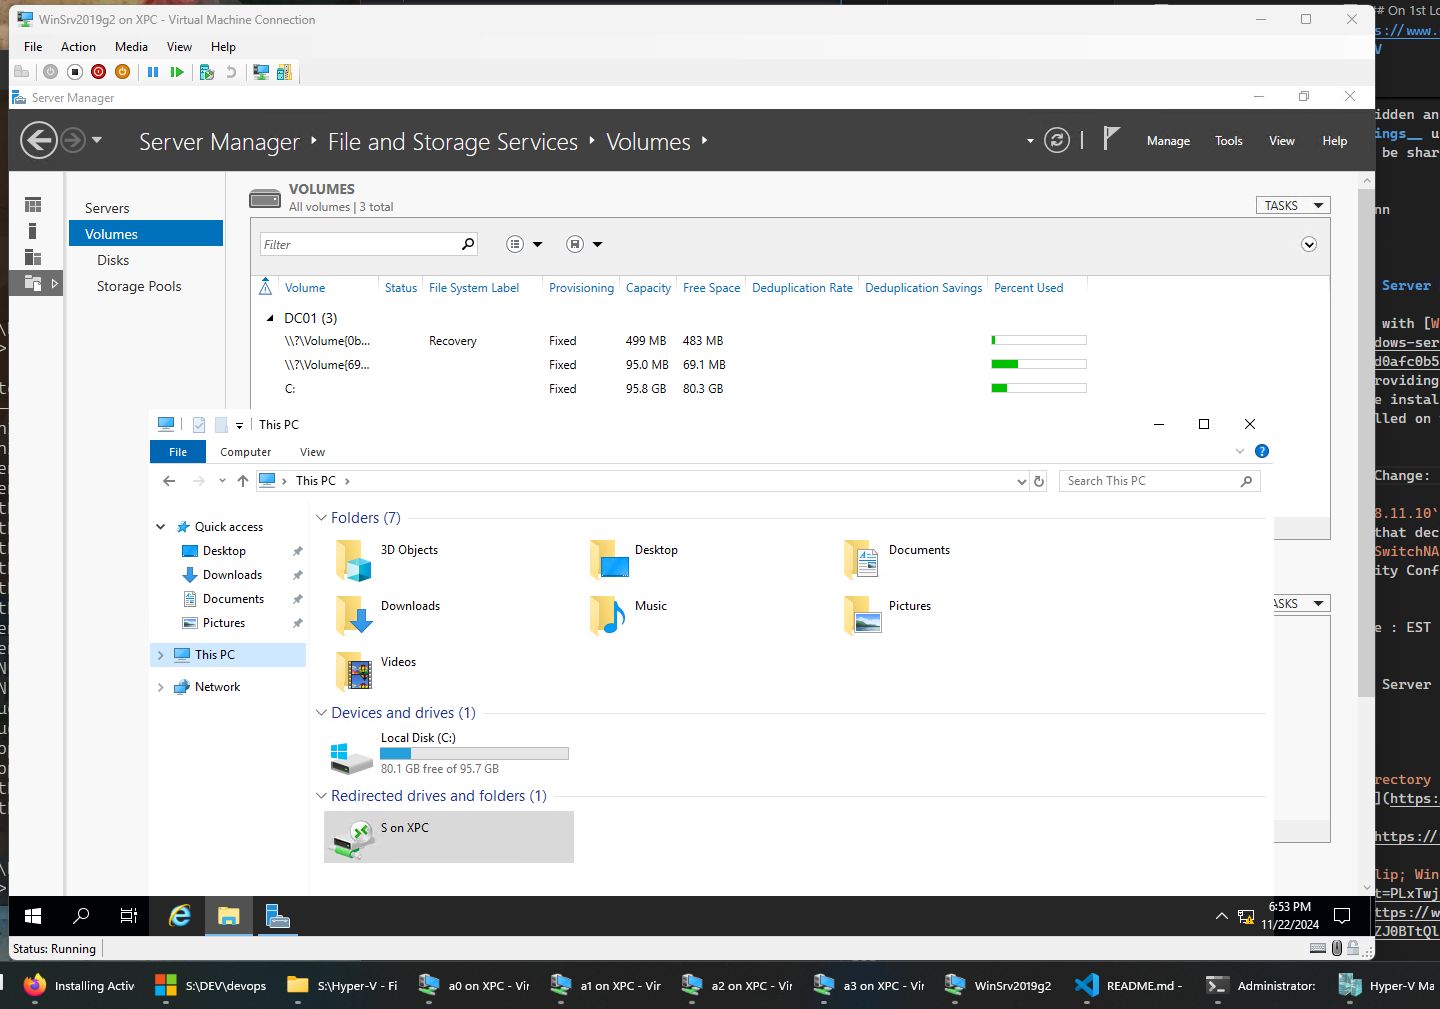 WinSrv2019g2 on XPC - Virtual Machine Connection
File Action Media View Help
Server Manager
Server Manager File and Storage Services Volumes
Manage Tools View Help
Servers
Volumes
Disks
Storage Pools
VOLUMES
All volumes | 3 total
TASKS
Filter
Volume Status File System Label Provisioning Capacity Free Space Deduplication Rate Deduplication Savings Percent Used
DC01 (3)
\\?\Volume{0b... Recovery Fixed 499 MB 483 MB
\\?\Volume{69... Fixed 95.0 MB 69.1 MB
C: Fixed 95.8 GB 80.3 GB
This PC
File Computer View
This PC
Search This PC
Quick access
Desktop
Downloads
Documents
Pictures
This PC
Network
Folders (7)
3D Objects
Desktop
Documents
Downloads
Music
Pictures
Videos
Devices and drives (1)
Local Disk (C:)
80.1 GB free of 95.7 GB
Redirected drives and folders (1)
S on XPC
ASKS
6:53 PM
11/22/2024
Status: Running
## On 1st Lo
s://www.
V
idden an
ings__ u
be shar
nn
Server
with [W
dows-ser
d0afc0b5
roviding
e instal
lled on
Change:
8.11.10`
that dec
SwitchNA
ity Conf
e : EST
Server
rectory
](https:
https://
lip; Win
t=PLxTwj
ttps://w
ZJ0BTtQl
Installing Activ
S:\DEV\devops
S:\Hyper-V - Fi
a0 on XPC - Vir
a1 on XPC - Vir
a2 on XPC - Vir
a3 on XPC - Vir
WinSrv2019g2
README.md -
Administrator:
Hyper-V Ma